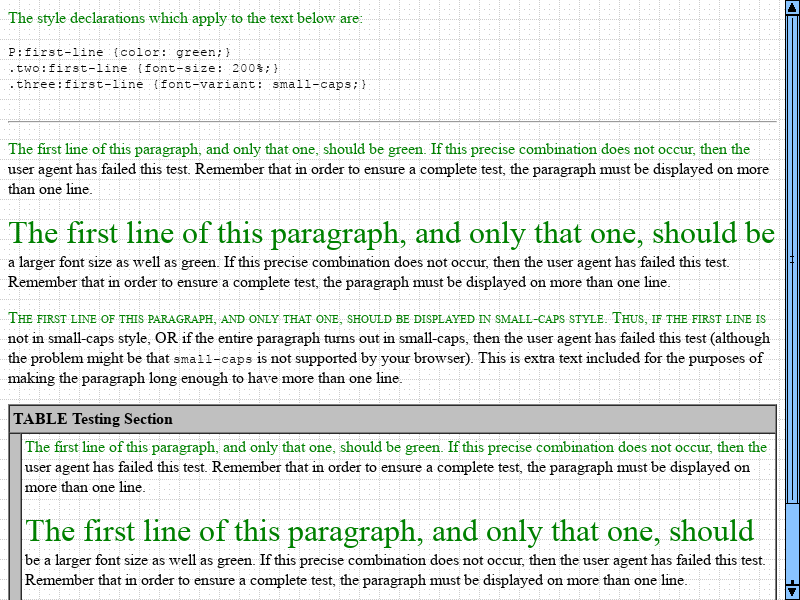 The style declarations which apply to the text below are:
P:first-line {color: green;}
.two:first-line {font-size: 200%;}
.three:first-line {font-variant: small-caps;}
The first line of this paragraph, and only that one, should be green. If this precise combination does not occur, then the
user agent has failed this test. Remember that in order to ensure a complete test, the paragraph must be displayed on more
than one line.
The first line of this paragraph, and only that one, should be
a larger font size as well as green. If this precise combination does not occur, then the user agent has failed this test.
Remember that in order to ensure a complete test, the paragraph must be displayed on more than one line.
The first line of this paragraph, and only that one, should be displayed in small-caps style. Thus, if the first line is
not in small-caps style, OR if the entire paragraph turns out in small-caps, then the user agent has failed this test (although
the problem might be that small-caps is not supported by your browser). This is extra text included for the purposes of
making the paragraph long enough to have more than one line.
TABLE Testing Section
The first line of this paragraph, and only that one, should be green. If this precise combination does not occur, then the
user agent has failed this test. Remember that in order to ensure a complete test, the paragraph must be displayed on
more than one line.
The first line of this paragraph, and only that one, should
be a larger font size as well as green. If this precise combination does not occur, then the user agent has failed this test.
Remember that in order to ensure a complete test, the paragraph must be displayed on more than one line.